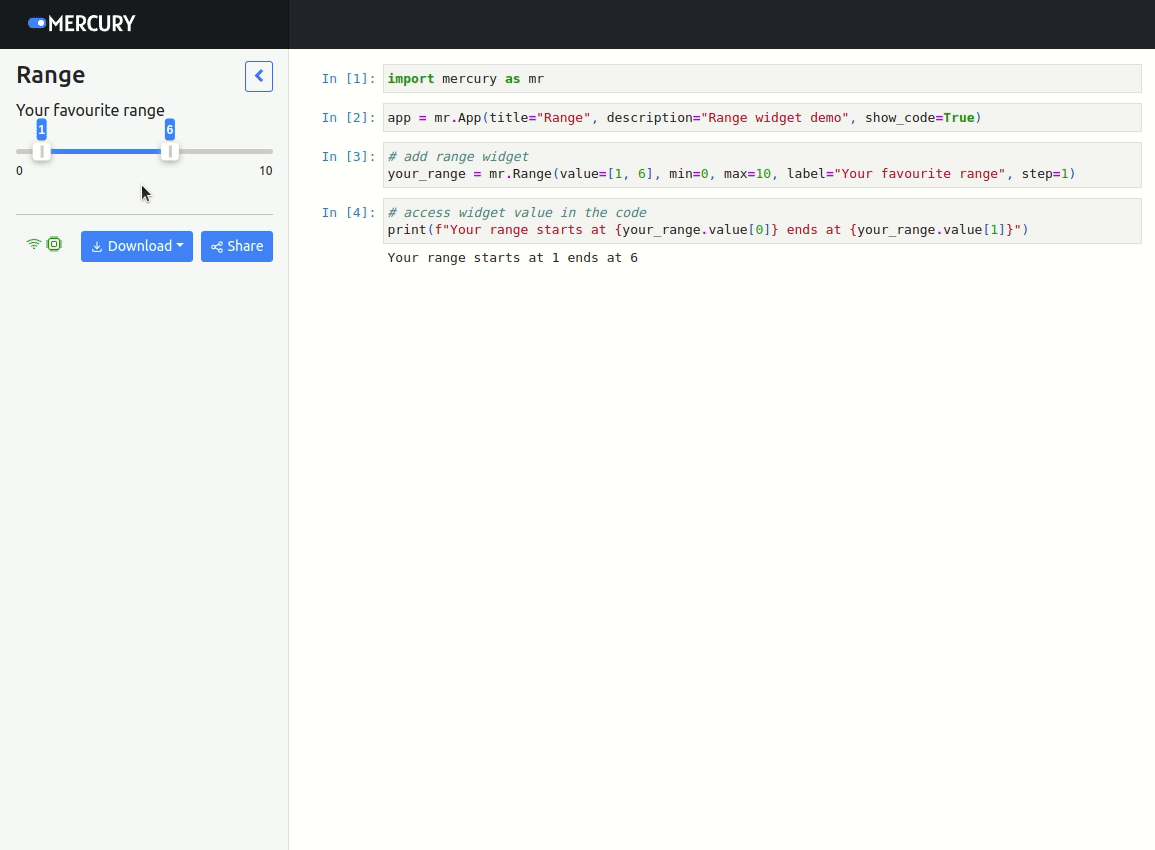 MERCURY
Range
Your favourite range
1 6
0 10
Download Share
In [1]: import mercury as mr
In [2]: app = mr.App(title="Range", description="Range widget demo", show_code=True)
In [3]: # add range widget
your_range = mr.Range(value=[1, 6], min=0, max=10, label="Your favourite range", step=1)
In [4]: # access widget value in the code
print(f"Your range starts at {your_range.value[0]} ends at {your_range.value[1]}")
Your range starts at 1 ends at 6